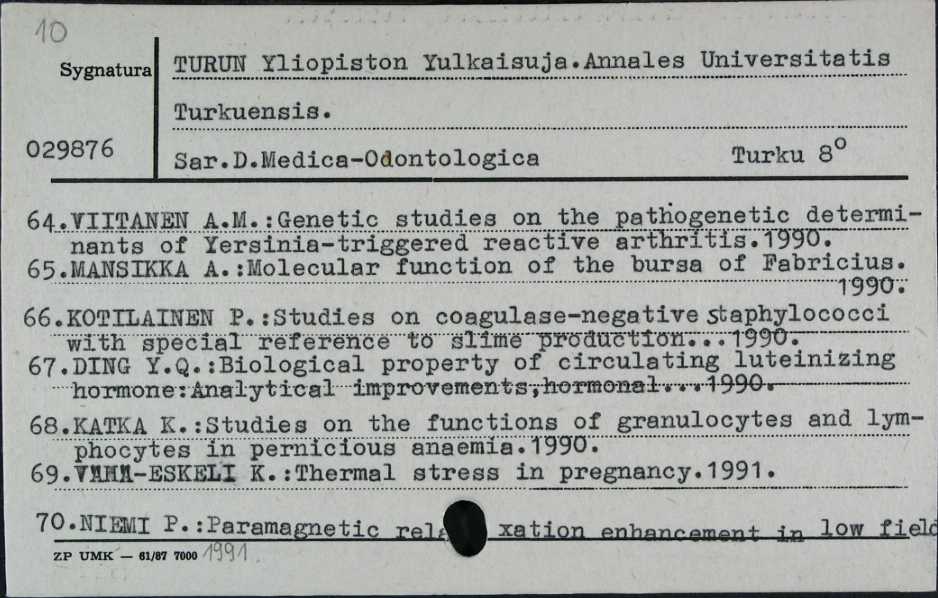 10
Sygnatura
TURUN Yliopiston Yulkaisuja.Annales Universitatis
Turkuensis.
029876
Sar.D.Medica-Odontologica Turku 8°
64.VIITANEN A.M.:Genetic studies on the pathogenetic determi-
nants of Yersinia-triggered reactive arthritis.1990.
65.MANSIKKA A.:Molecular function of the bursa of Fabricius.
1990.
66.KOTILAINEN P.:Studies on coagulase-negative staphylococci
with special reference to slime production...1990.
67.DING Y.Q.:Biological property of circulating luteinizing
hormone:Analytical improvements,hormonal...1990.
68.KATKA K.:Studies on the functions of granulocytes and lym-
phocytes in pernicious anaemia.1990.
69.VAHA-ESKELI K.:Thermal stress in pregnancy.1991.
70.NIEMI P.:Paramagnetic rela xation enhancement in low field
ZP UMK — 61/87 7000 1991.